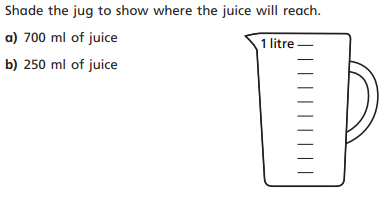 Shade the jug to show where the juice will reach.
a) 700 ml of juice
b) 250 ml of juice
1 litre